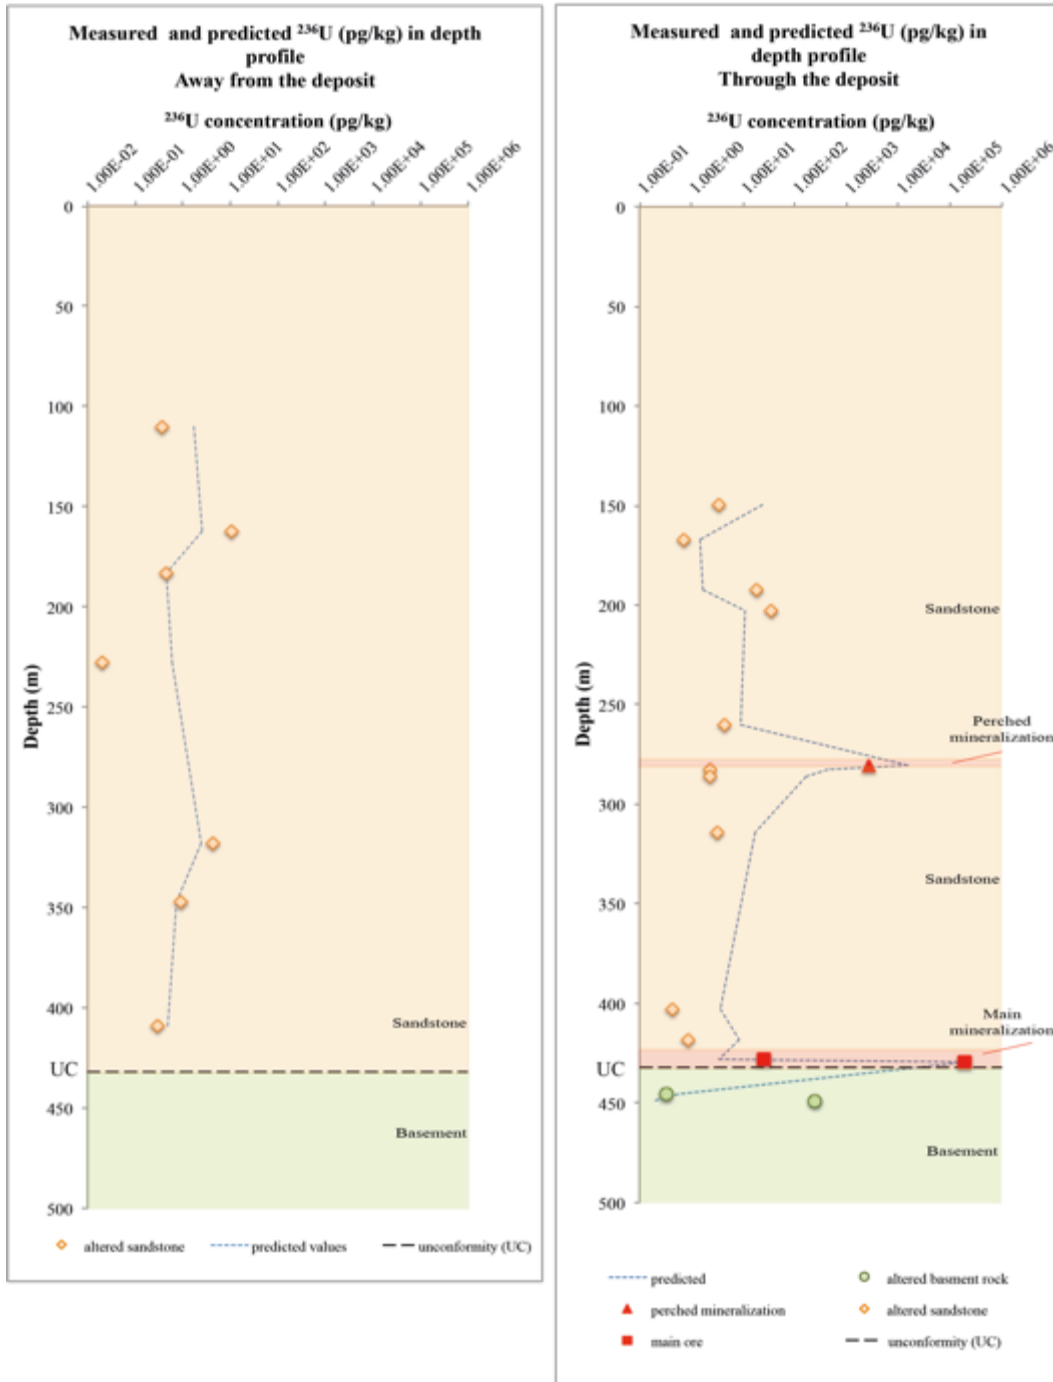 Measured and predicted ²³⁶U (pg/kg) in depth
profile
Away from the deposit
²³⁶U concentration (pg/kg)
1.00E-02
1.00E-01
1.00E+00
1.00E+01
1.00E+02
1.00E+03
1.00E+04
1.00E+05
1.00E+06
0
50
100
150
200
250
300
350
400
UC
450
500
Depth (m)
Sandstone
Basement
altered sandstone
predicted values
unconformity (UC)
Measured and predicted ²³⁶U (pg/kg) in
depth profile
Through the deposit
²³⁶U concentration (pg/kg)
1.00E-01
1.00E+00
1.00E+01
1.00E+02
1.00E+03
1.00E+04
1.00E+05
1.00E+06
0
50
100
150
200
250
300
350
400
UC
450
500
Depth (m)
Sandstone
Perched
mineralization
Sandstone
Main
mineralization
Basement
predicted
altered basment rock
perched mineralization
altered sandstone
main ore
unconformity (UC)